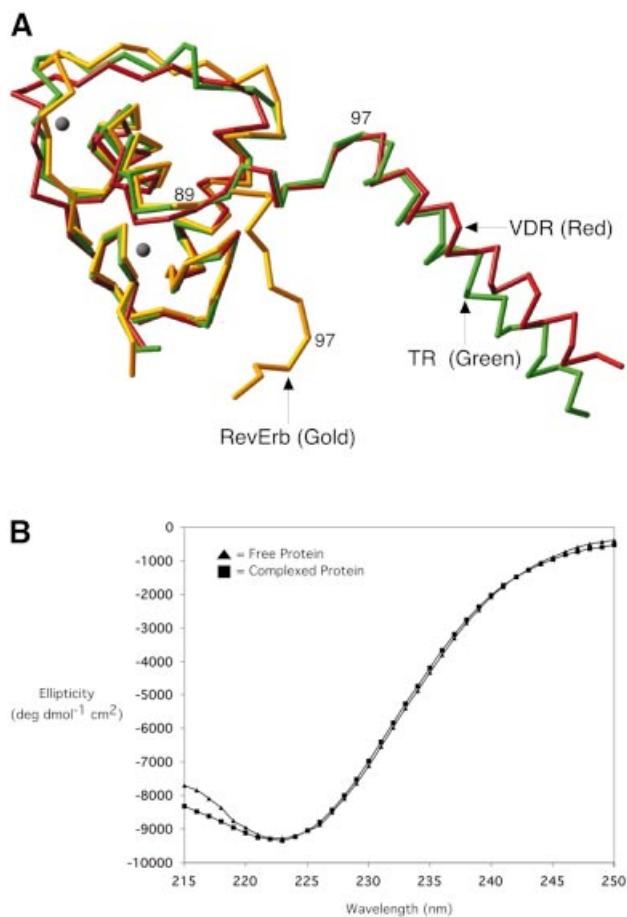 A
97
89
VDR (Red)
97
TR (Green)
RevErb (Gold)
B
0
-1000
-2000
-3000
-4000
-5000
-6000
-7000
-8000
-9000
-10000
▲ = Free Protein
■ = Complexed Protein
Ellipticity
(deg dmol-1 cm2)
215 220 225 230 235 240 245 250
Wavelength (nm)